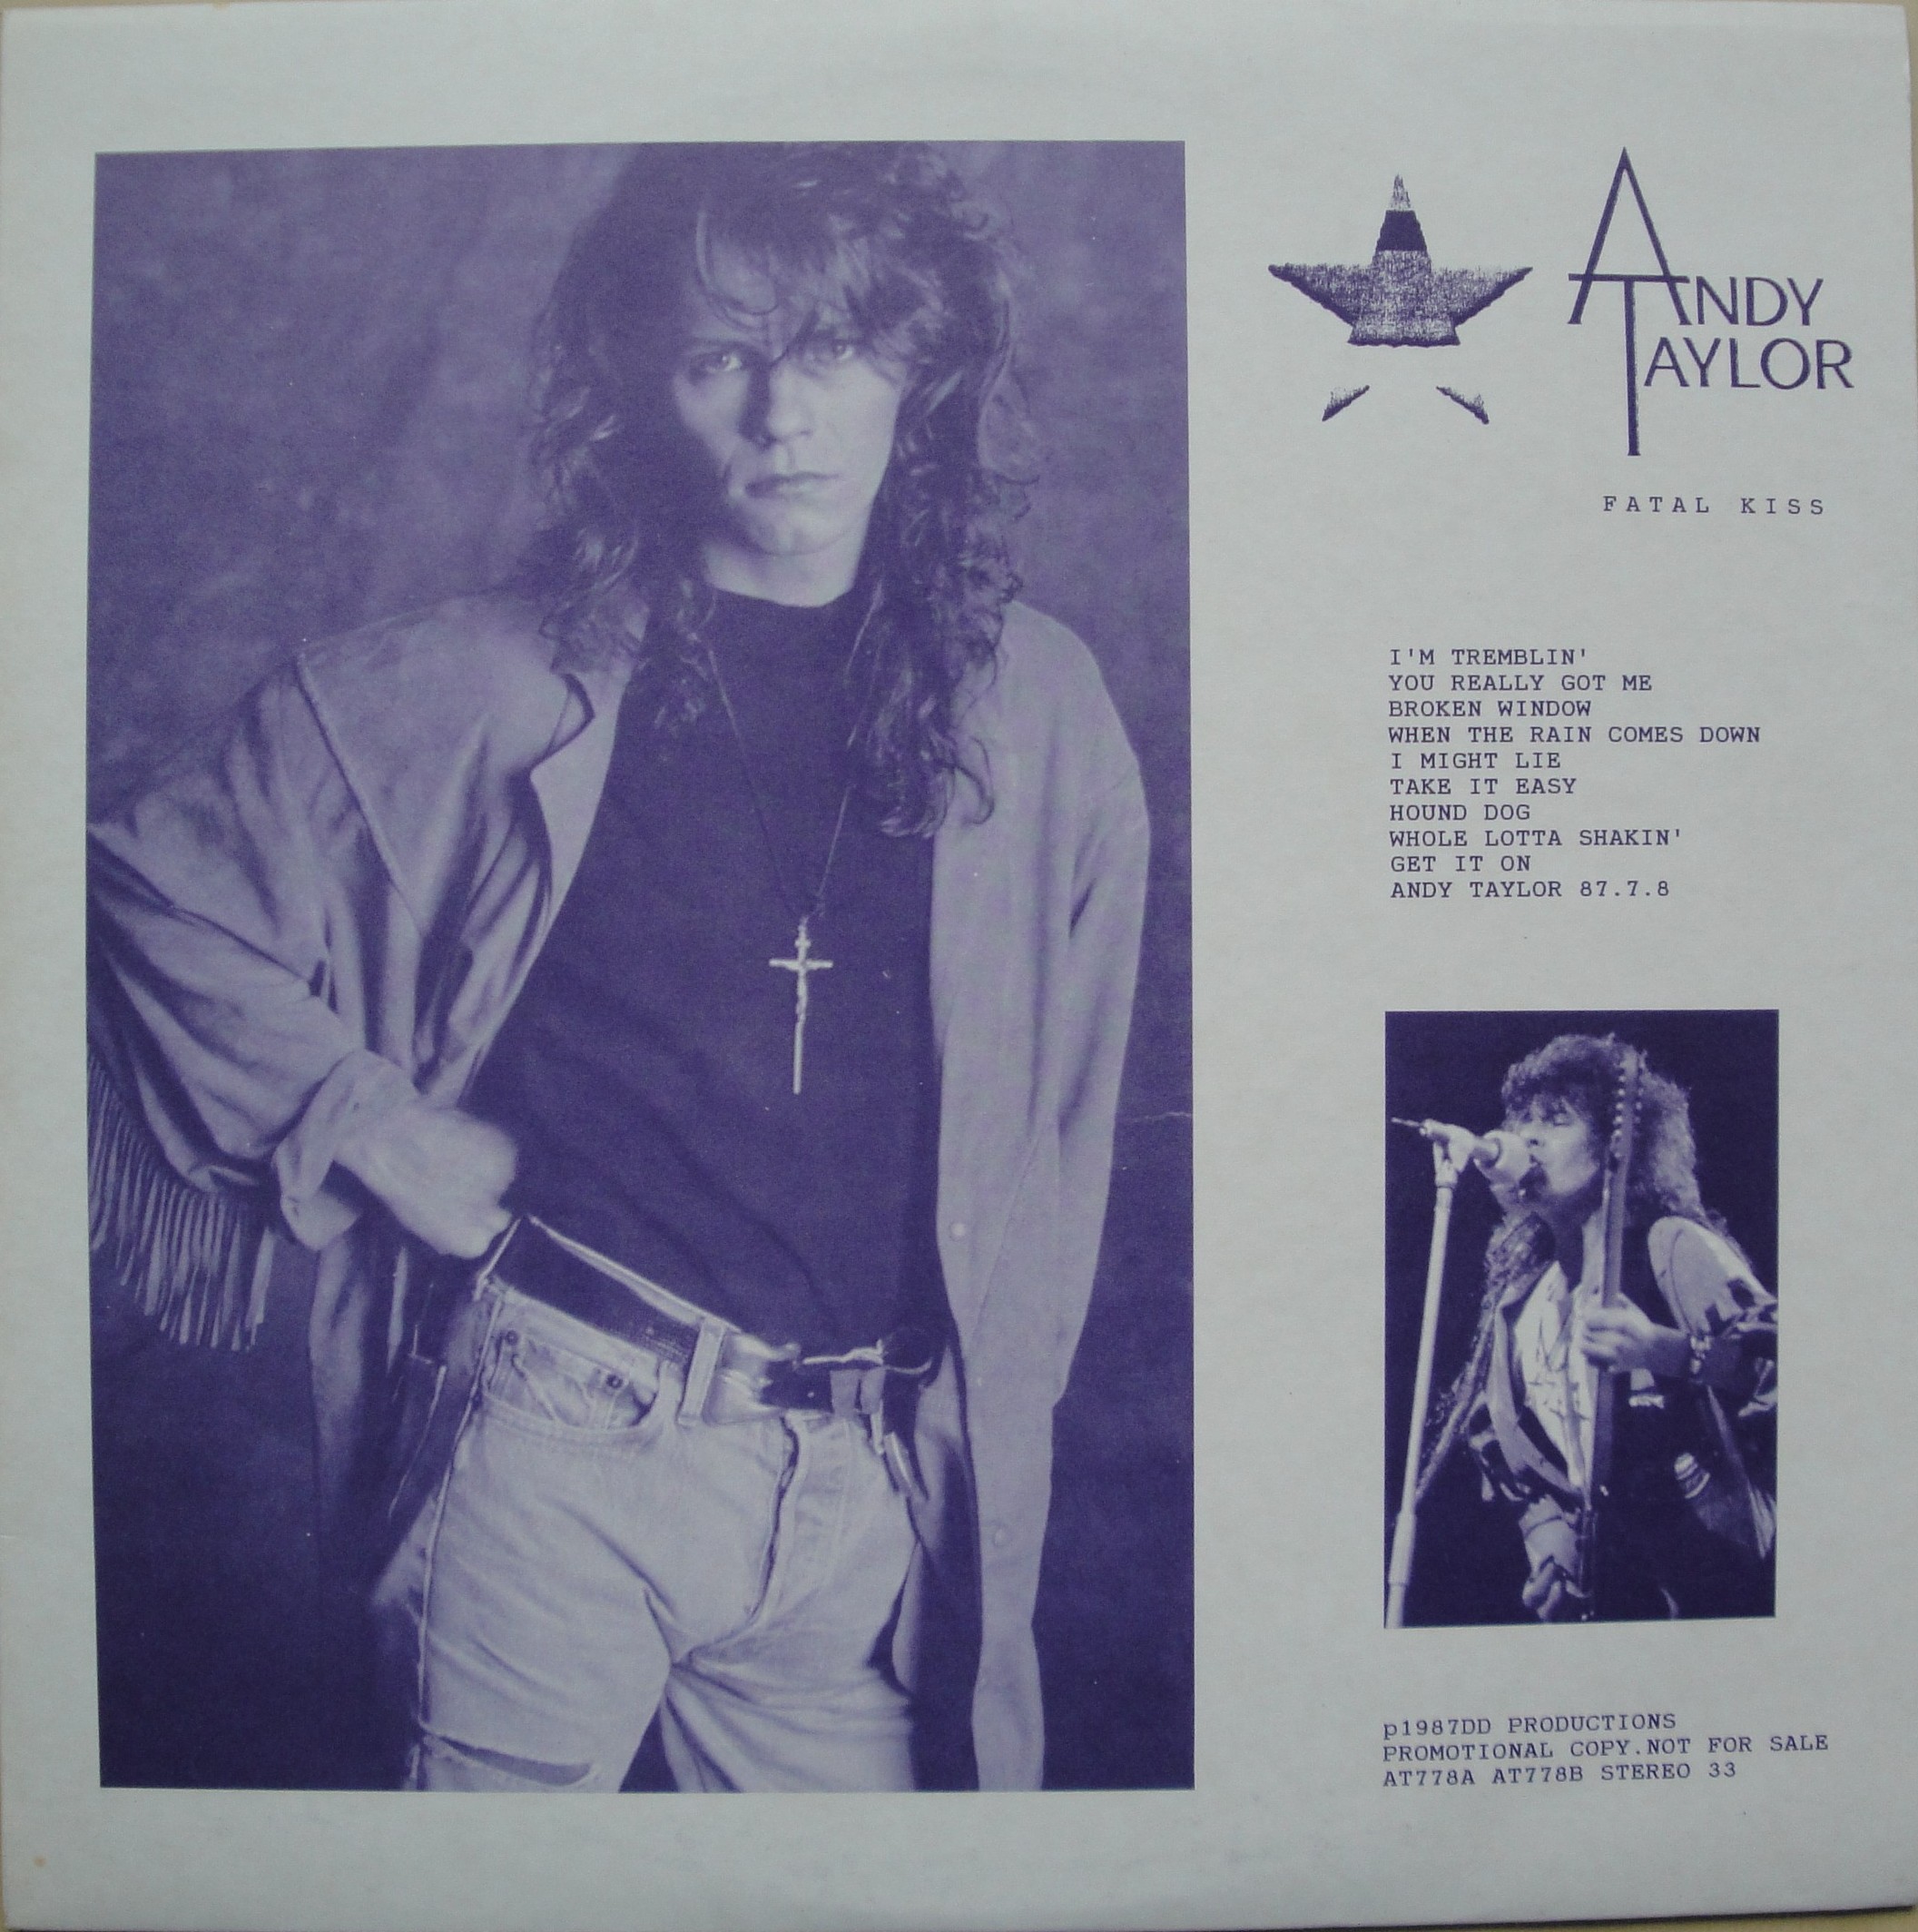 ANDY
TAYLOR
FATAL KISS
I'M TREMBLIN'
YOU REALLY GOT ME
BROKEN WINDOW
WHEN THE RAIN COMES DOWN
I MIGHT LIE
TAKE IT EASY
HOUND DOG
WHOLE LOTTA SHAKIN'
GET IT ON
ANDY TAYLOR 87.7.8
p1987DD PRODUCTIONS
PROMOTIONAL COPY.NOT FOR SALE
AT778A AT778B STEREO 33